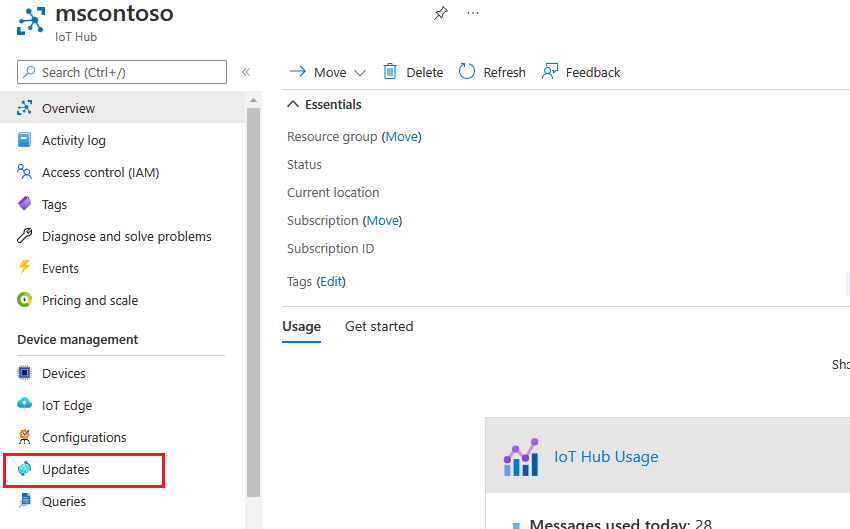 mscontoso
...
IoT Hub
Search (Ctrl+/)
«
Overview
Activity log
Access control (IAM)
Tags
Diagnose and solve problems
Events
Pricing and scale
Device management
Devices
IoT Edge
Configurations
Updates
Queries
Move Delete Refresh Feedback
Essentials
Resource group (Move)
Status
Current location
Subscription (Move)
Subscription ID
Tags (Edit)
Usage Get started
Sho
IoT Hub Usage
Messages used today: 28